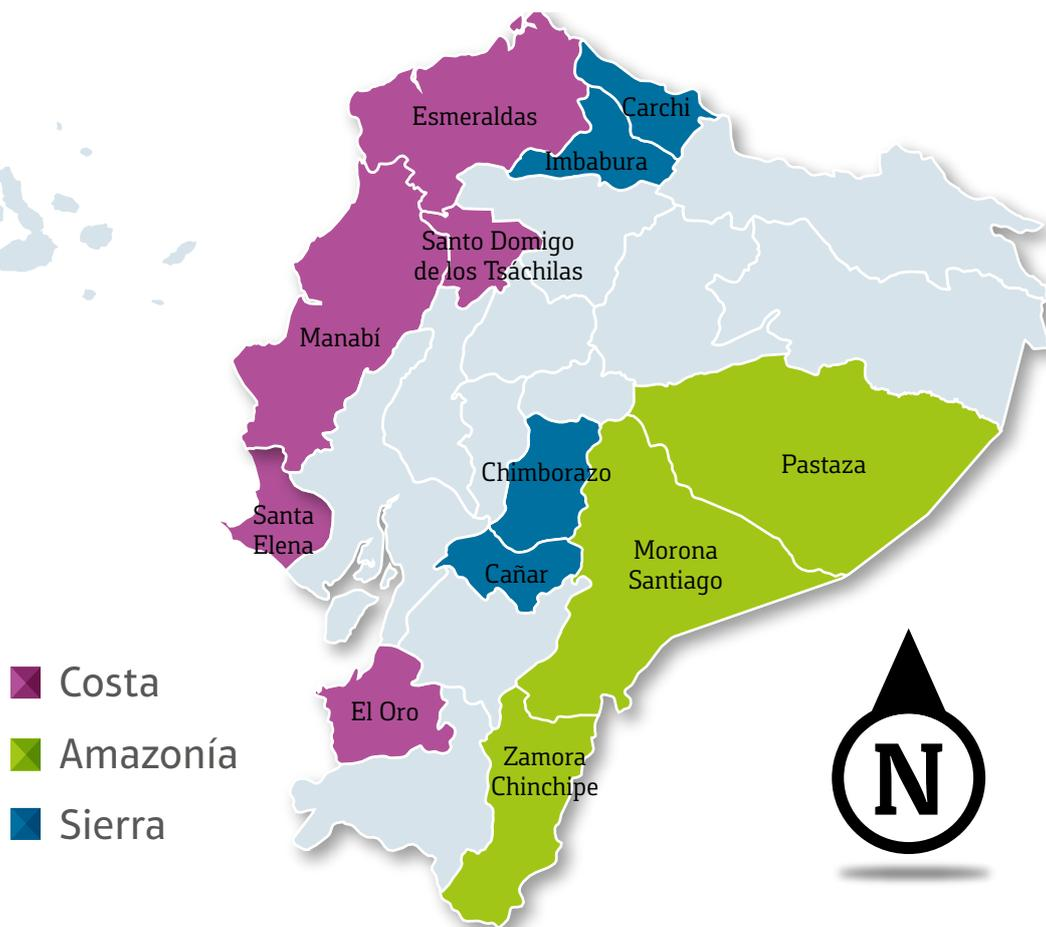 Esmeraldas
Carchi
Imbabura
Santo Domigo
de los Tsáchilas
Manabí
Chimborazo
Pastaza
Santa
Elena
Morona
Santiago
Cañar
Costa
El Oro
Amazonía
Zamora
Chinchipe
Sierra
N